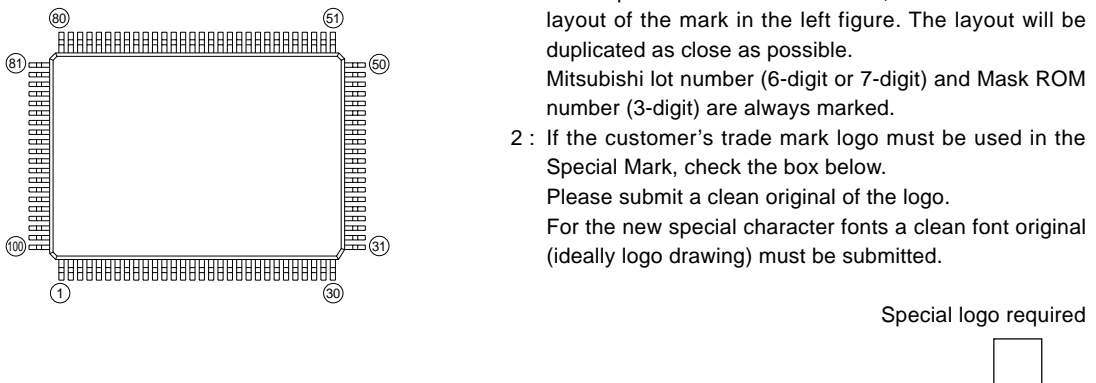 80 51
81 50
100 31
1 30
layout of the mark in the left figure. The layout will be
duplicated as close as possible.
Mitsubishi lot number (6-digit or 7-digit) and Mask ROM
number (3-digit) are always marked.
2 : If the customer’s trade mark logo must be used in the
Special Mark, check the box below.
Please submit a clean original of the logo.
For the new special character fonts a clean font original
(ideally logo drawing) must be submitted.
Special logo required